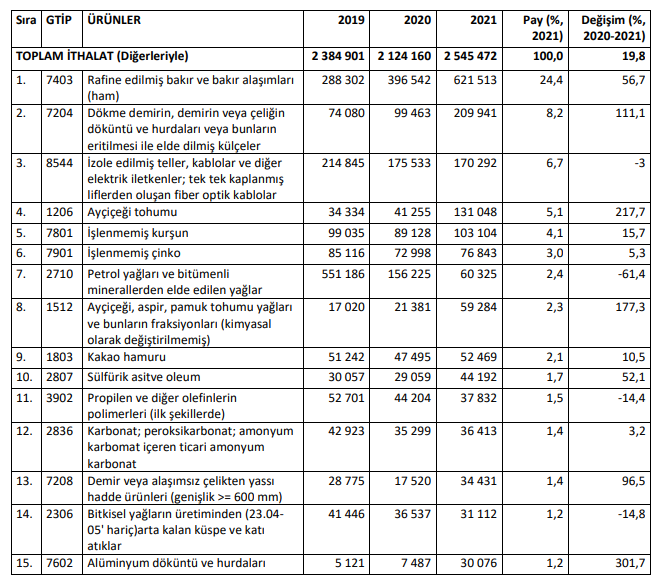 Sıra GTİP ÜRÜNLER 2019 2020 2021 Pay (%, 2021) Değişim (%, 2020-2021)
TOPLAM İTHALAT (Diğerleriyle) 2 384 901 2 124 160 2 545 472 100,0 19,8
1. 7403 Rafine edilmiş bakır ve bakır alaşımları 288 302 396 542 621 513 24,4 56,7
(ham)
2. 7204 Dökme demirin, demirin veya çeliğin 74 080 99 463 209 941 8,2 111,1
döküntü ve hurdaları veya bunların
eritilmesi ile elde dilmiş külçeler
3. 8544 İzole edilmiş teller, kablolar ve diğer 214 845 175 533 170 292 6,7 -3
elektrik iletkenler; tek tek kaplanmış
liflerden oluşan fiber optik kablolar
4. 1206 Ayçiçeği tohumu 34 334 41 255 131 048 5,1 217,7
5. 7801 İşlenmemiş kurşun 99 035 89 128 103 104 4,1 15,7
6. 7901 İşlenmemiş çinko 85 116 72 998 76 843 3,0 5,3
7. 2710 Petrol yağları ve bitümenli 551 186 156 225 60 325 2,4 -61,4
minerallerden elde edilen yağlar
8. 1512 Ayçiçeği, aspir, pamuk tohumu yağları 17 020 21 381 59 284 2,3 177,3
ve bunların fraksiyonları (kimyasal
olarak değiştirilmemiş)
9. 1803 Kakao hamuru 51 242 47 495 52 469 2,1 10,5
10. 2807 Sülfürik asitve oleum 30 057 29 059 44 192 1,7 52,1
11. 3902 Propilen ve diğer olefinlerin 52 701 44 204 37 832 1,5 -14,4
polimerleri (ilk şekillerde)
12. 2836 Karbonat; peroksikarbonat; amonyum 42 923 35 299 36 413 1,4 3,2
karbomat içeren ticari amonyum
karbonat
13. 7208 Demir veya alaşımsız çelikten yassı 28 775 17 520 34 431 1,4 96,5
hadde ürünleri (genişlik >= 600 mm)
14. 2306 Bitkisel yağların üretiminden (23.04- 41 446 36 537 31 112 1,2 -14,8
05' hariç)arta kalan küspe ve katı
atıklar
15. 7602 Alüminyum döküntü ve hurdaları 5 121 7 487 30 076 1,2 301,7